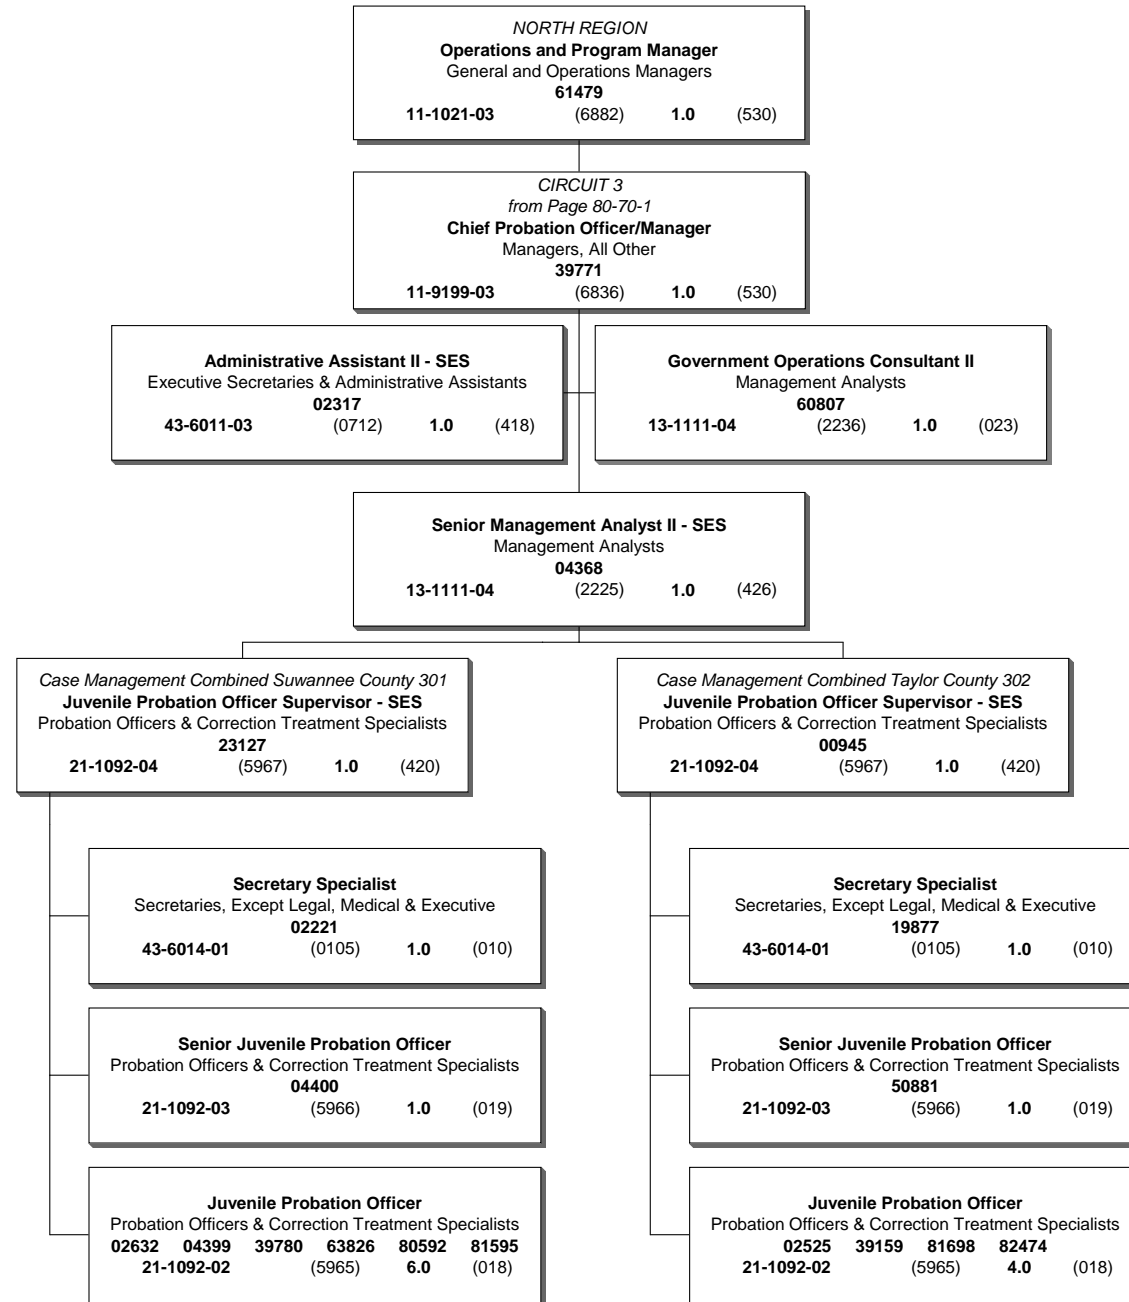 NORTH REGION
Operations and Program Manager
General and Operations Managers
61479
11-1021-03 (6882) 1.0 (530)
CIRCUIT 3
from Page 80-70-1
Chief Probation Officer/Manager
Managers, All Other
39771
11-9199-03 (6836) 1.0 (530)
Administrative Assistant II - SES
Executive Secretaries & Administrative Assistants
02317
43-6011-03 (0712) 1.0 (418)
Government Operations Consultant II
Management Analysts
60807
13-1111-04 (2236) 1.0 (023)
Senior Management Analyst II - SES
Management Analysts
04368
13-1111-04 (2225) 1.0 (426)
Case Management Combined Suwannee County 301
Juvenile Probation Officer Supervisor - SES
Probation Officers & Correction Treatment Specialists
23127
21-1092-04 (5967) 1.0 (420)
Secretary Specialist
Secretaries, Except Legal, Medical & Executive
02221
43-6014-01 (0105) 1.0 (010)
Senior Juvenile Probation Officer
Probation Officers & Correction Treatment Specialists
04400
21-1092-03 (5966) 1.0 (019)
Juvenile Probation Officer
Probation Officers & Correction Treatment Specialists
02632 04399 39780 63826 80592 81595
21-1092-02 (5965) 6.0 (018)
Case Management Combined Taylor County 302
Juvenile Probation Officer Supervisor - SES
Probation Officers & Correction Treatment Specialists
00945
21-1092-04 (5967) 1.0 (420)
Secretary Specialist
Secretaries, Except Legal, Medical & Executive
19877
43-6014-01 (0105) 1.0 (010)
Senior Juvenile Probation Officer
Probation Officers & Correction Treatment Specialists
50881
21-1092-03 (5966) 1.0 (019)
Juvenile Probation Officer
Probation Officers & Correction Treatment Specialists
02525 39159 81698 82474
21-1092-02 (5965) 4.0 (018)